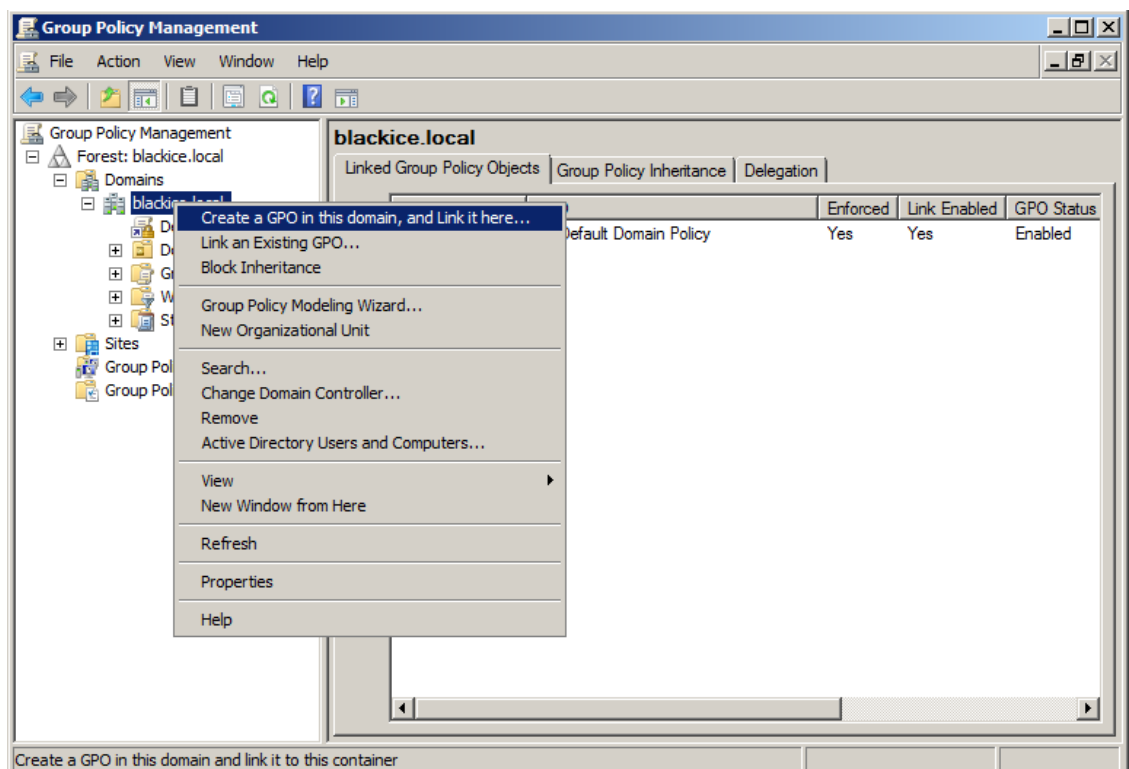 Group Policy Management
File Action View Window Help
Group Policy Management
Forest: blackice.local
Domains
Sites
Group Pol
Group Pol
blackice.local
Linked Group Policy Objects Group Policy Inheritance Delegation
Enforced Link Enabled GPO Status
Default Domain Policy Yes Yes Enabled
Create a GPO in this domain, and Link it here...
Link an Existing GPO...
Block Inheritance
Group Policy Modeling Wizard...
New Organizational Unit
Search...
Change Domain Controller...
Remove
Active Directory Users and Computers...
View
New Window from Here
Refresh
Properties
Help
Create a GPO in this domain and link it to this container